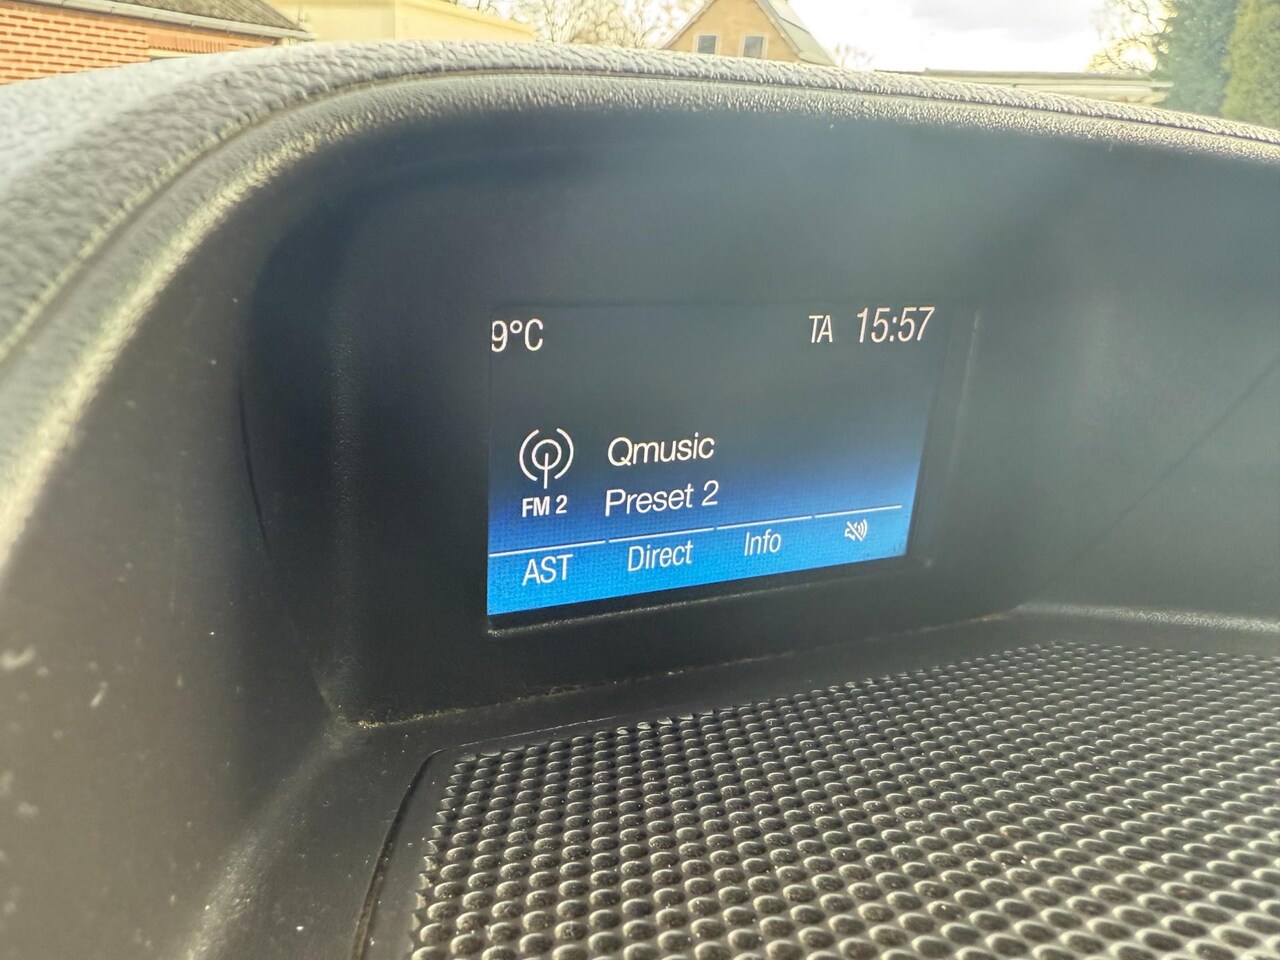 9°C TA 15:57
Qmusic
FM 2 Preset 2
AST Direct Info